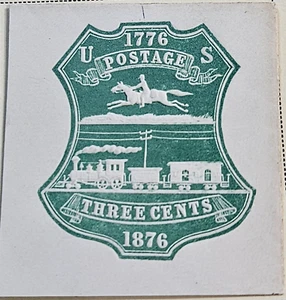 1776
U POSTAGE S
THREE CENTS
1876